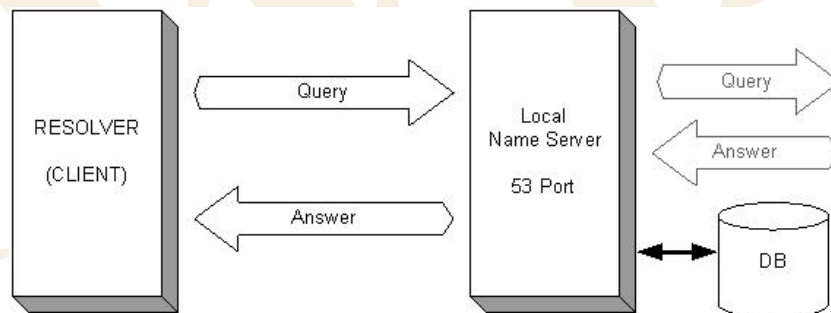 RESOLVER
(CLIENT)
Query
Answer
Local
Name Server
53 Port
Query
Answer
DB